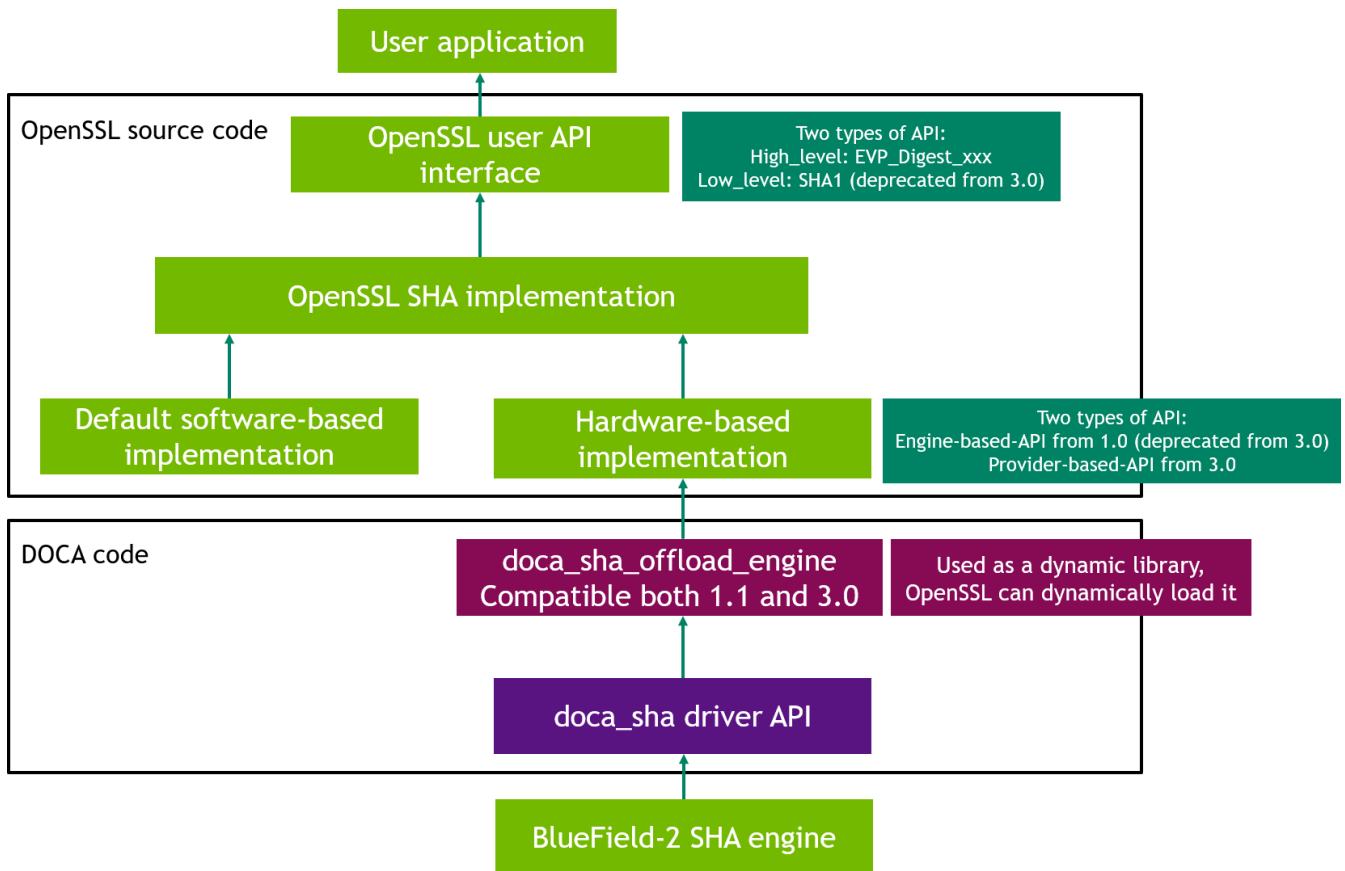 User application
OpenSSL source code
OpenSSL user API
interface
Two types of API:
High_level: EVP_Digest_xxx
Low_level: SHA1 (deprecated from 3.0)
OpenSSL SHA implementation
Default software-based
implementation
Hardware-based
implementation
Two types of API:
Engine-based-API from 1.0 (deprecated from 3.0)
Provider-based-API from 3.0
DOCA code
doca_sha_offload_engine
Compatible both 1.1 and 3.0
Used as a dynamic library,
OpenSSL can dynamically load it
doca_sha driver API
BlueField-2 SHA engine